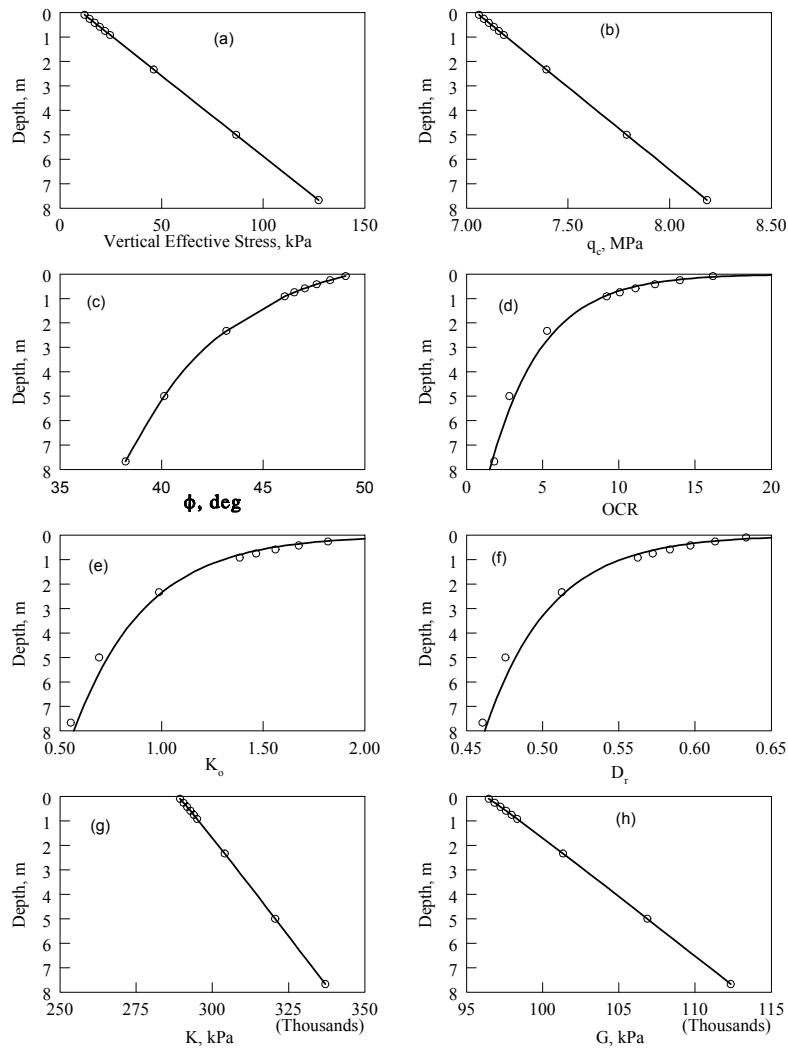 0
1
2
3
4
5
6
7
8
Depth, m
(a)
0 50 100 150
Vertical Effective Stress, kPa
0
1
2
3
4
5
6
7
8
Depth, m
(b)
7.00 7.50 8.00 8.50
qc, MPa
0
1
2
3
4
5
6
7
8
Depth, m
(c)
35 40 45 50
ϕ, deg
0
1
2
3
4
5
6
7
8
Depth, m
(d)
0 5 10 15 20
OCR
0
1
2
3
4
5
6
7
8
Depth, m
(e)
0.50 1.00 1.50 2.00
Ko
0
1
2
3
4
5
6
7
8
Depth, m
(f)
0.45 0.50 0.55 0.60 0.65
Dr
0
1
2
3
4
5
6
7
8
Depth, m
(g)
250 275 300 325 350
(Thousands)
K, kPa
0
1
2
3
4
5
6
7
8
Depth, m
(h)
95 100 105 110 115
(Thousands)
G, kPa